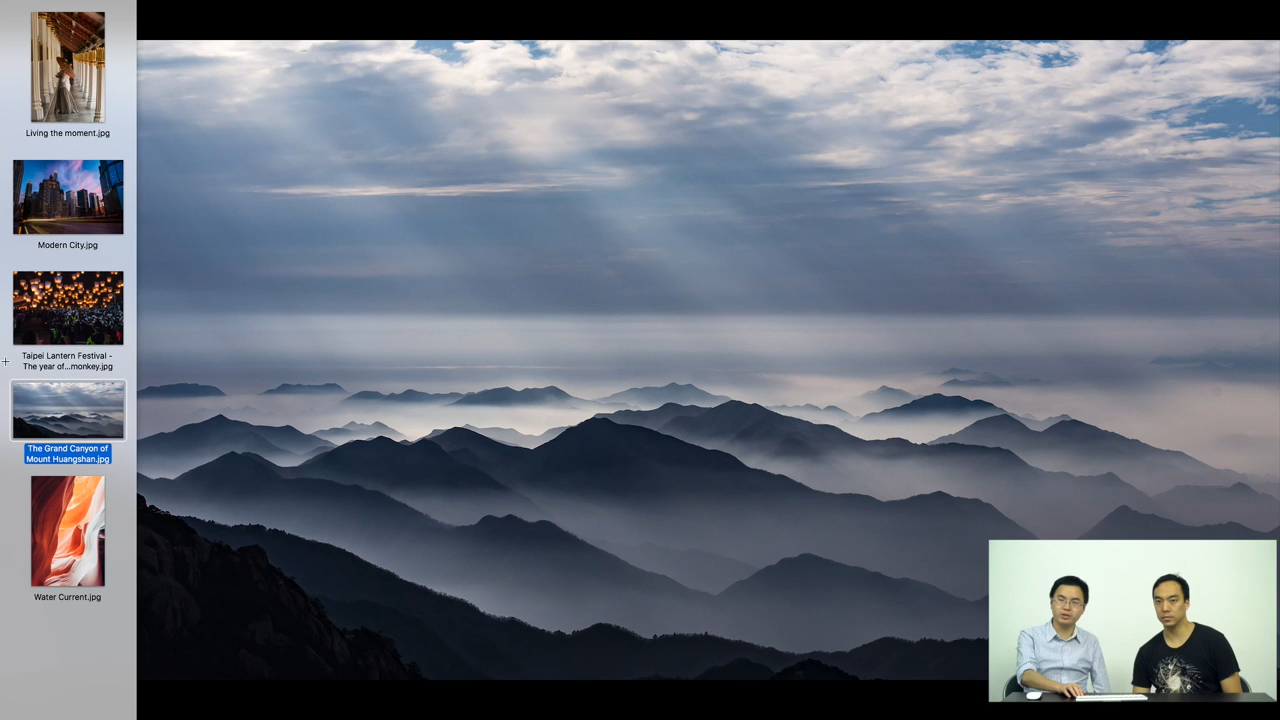 Living the moment.jpg
Modern City.jpg
Taipei Lantern Festival -
The year of...monkey.jpg
The Grand Canyon of
Mount Huangshan.jpg
Water Current.jpg